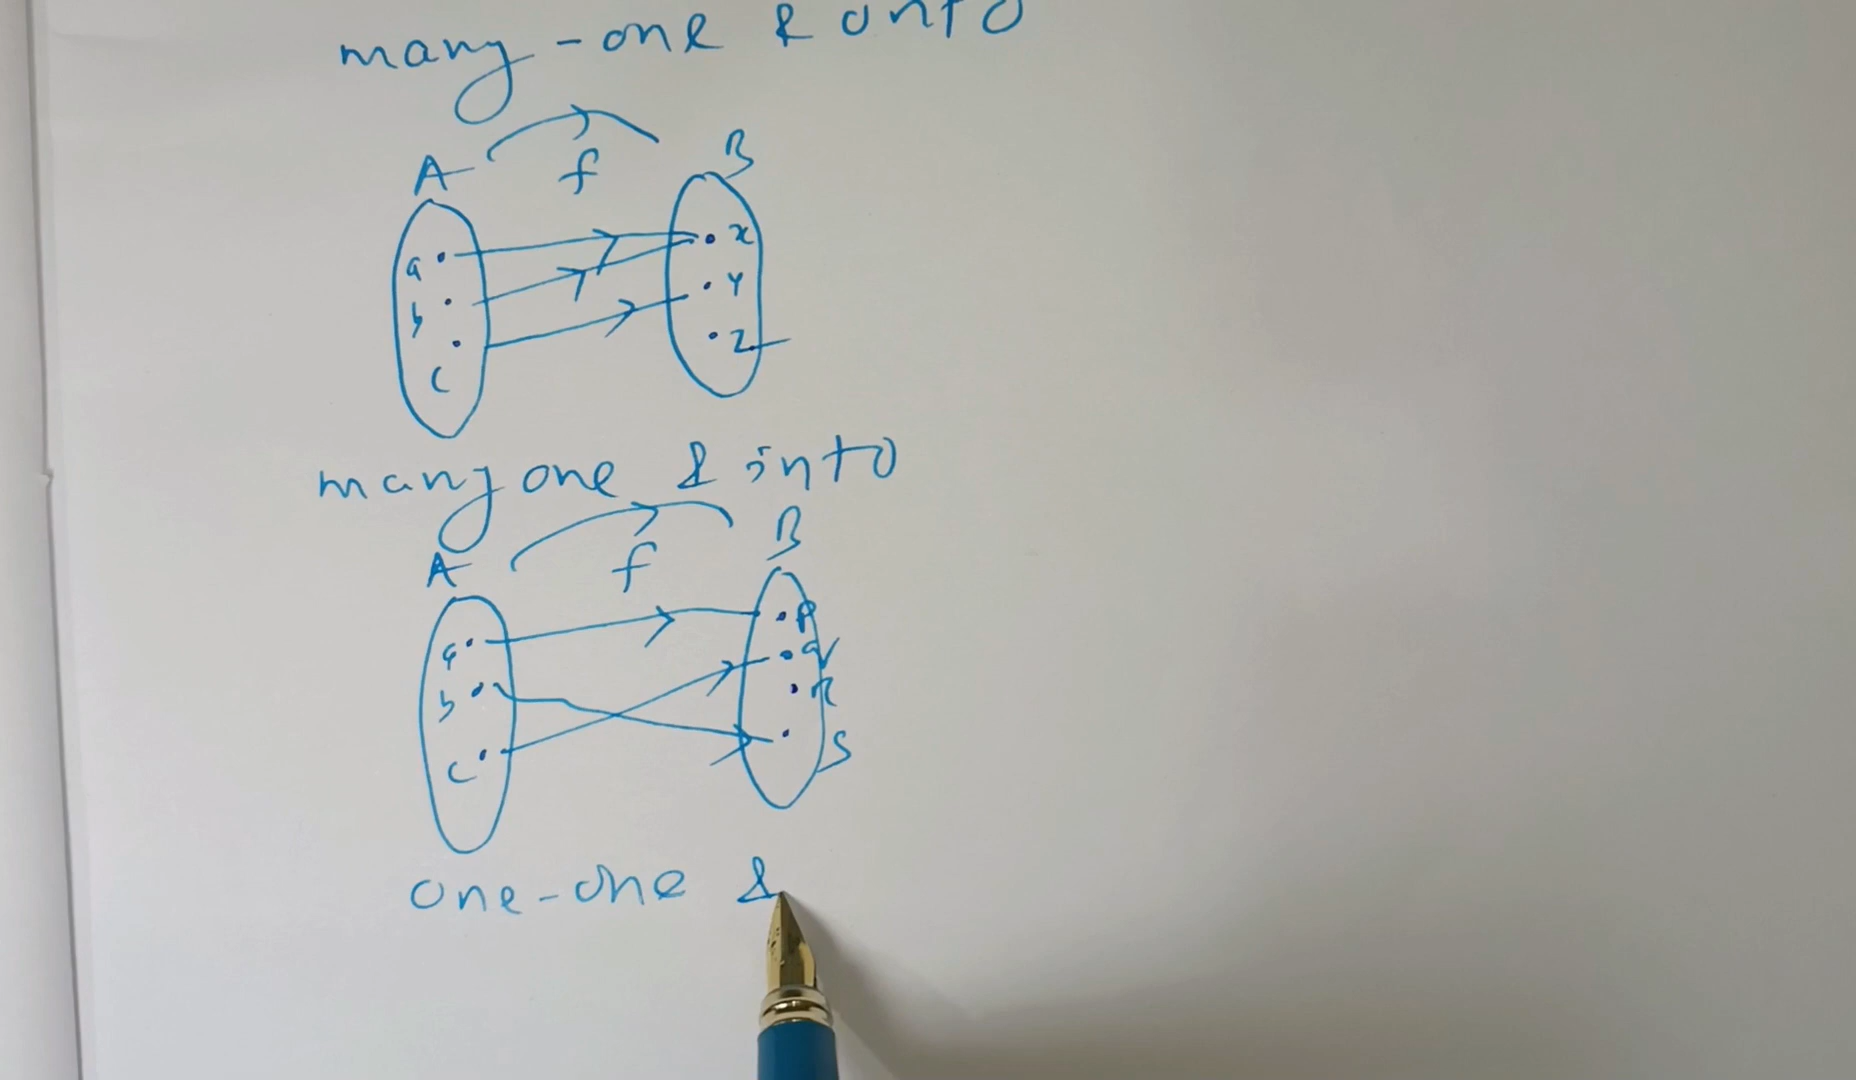 many-one & onto
A f B
a x
b y
c z
many one & into
A f B
a p
b q
c r
s
one-one &